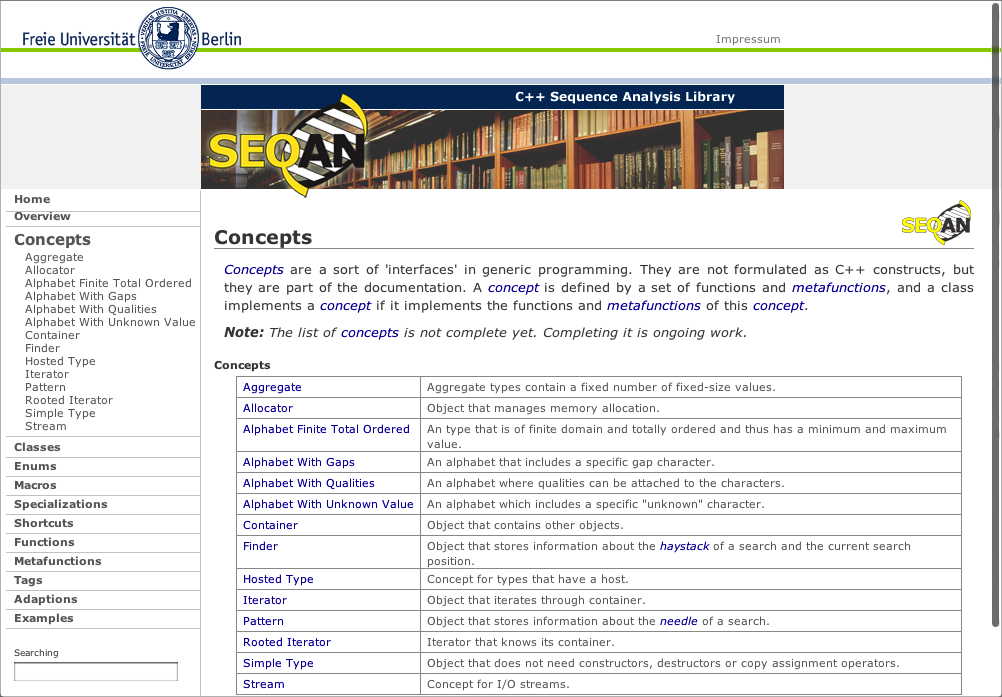 Freie Universität Berlin
Impressum
C++ Sequence Analysis Library
SEQAN
Home
Overview
Concepts
Aggregate
Allocator
Alphabet Finite Total Ordered
Alphabet With Gaps
Alphabet With Qualities
Alphabet With Unknown Value
Container
Finder
Hosted Type
Iterator
Pattern
Rooted Iterator
Simple Type
Stream
Classes
Enums
Macros
Specializations
Shortcuts
Functions
Metafunctions
Tags
Adaptions
Examples
Searching
SEQAN
Concepts
Concepts are a sort of 'interfaces' in generic programming. They are not formulated as C++ constructs, but
they are part of the documentation. A concept is defined by a set of functions and metafunctions, and a class
implements a concept if it implements the functions and metafunctions of this concept.
Note: The list of concepts is not complete yet. Completing it is ongoing work.
Concepts
Aggregate Aggregate types contain a fixed number of fixed-size values.
Allocator Object that manages memory allocation.
Alphabet Finite Total Ordered An type that is of finite domain and totally ordered and thus has a minimum and maximum
value.
Alphabet With Gaps An alphabet that includes a specific gap character.
Alphabet With Qualities An alphabet where qualities can be attached to the characters.
Alphabet With Unknown Value An alphabet which includes a specific "unknown" character.
Container Object that contains other objects.
Finder Object that stores information about the haystack of a search and the current search
position.
Hosted Type Concept for types that have a host.
Iterator Object that iterates through container.
Pattern Object that stores information about the needle of a search.
Rooted Iterator Iterator that knows its container.
Simple Type Object that does not need constructors, destructors or copy assignment operators.
Stream Concept for I/O streams.